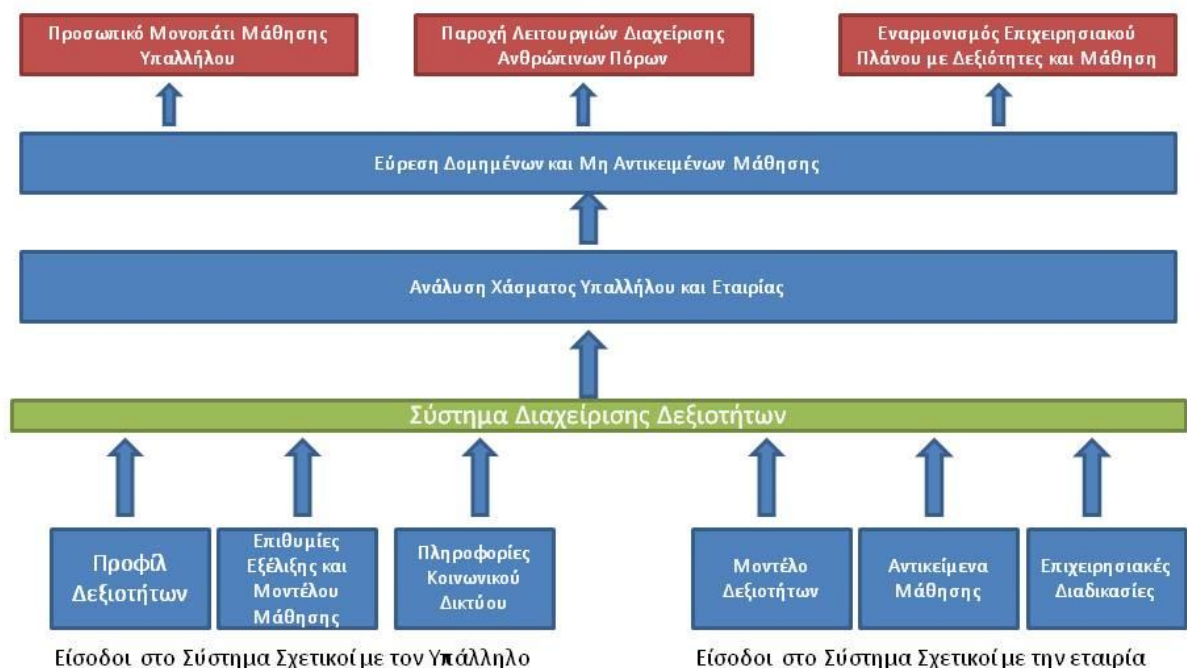 Προσωπικό Μονοπάτι Μάθησης
Υπαλλήλου
Παροχή Λειτουργιών Διαχείρισης
Ανθρώπινων Πόρων
Εναρμονισμός Επιχειρησιακού
Πλάνου με Δεξιότητες και Μάθηση
Εύρεση Δομημένων και Μη Αντικειμένων Μάθησης
Ανάλυση Χάσματος Υπαλλήλου και Εταιρίας
Σύστημα Διαχείρισης Δεξιοτήτων
Προφίλ
Δεξιοτήτων
Επιθυμίες
Εξέλιξης και
Μοντέλου
Μάθησης
Πληροφορίες
Κοινωνικού
Δικτύου
Μοντέλο
Δεξιοτήτων
Αντικείμενα
Μάθησης
Επιχειρησιακές
Διαδικασίες
Είσοδοι στο Σύστημα Σχετικοί με τον Υπάλληλο
Είσοδοι στο Σύστημα Σχετικοί με την εταιρία